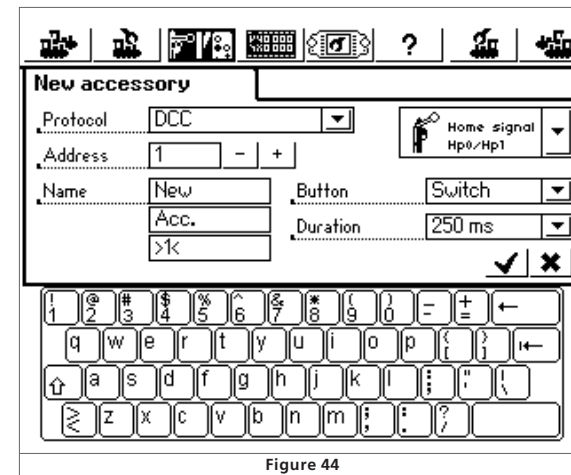 ?
New accessory
Protocol DCC
Home signal
Hp0/Hp1
Address 1 - +
Name New Button Switch
Acc. Duration 250 ms
>1<
! @ # $ % ^ & * ( ) _ + ←
1 2 3 4 5 6 7 8 9 0 - =
q w e r t y u i o p { }
[ ]
a s d f g h j k l
z x c v b n m ?
/
Figure 44